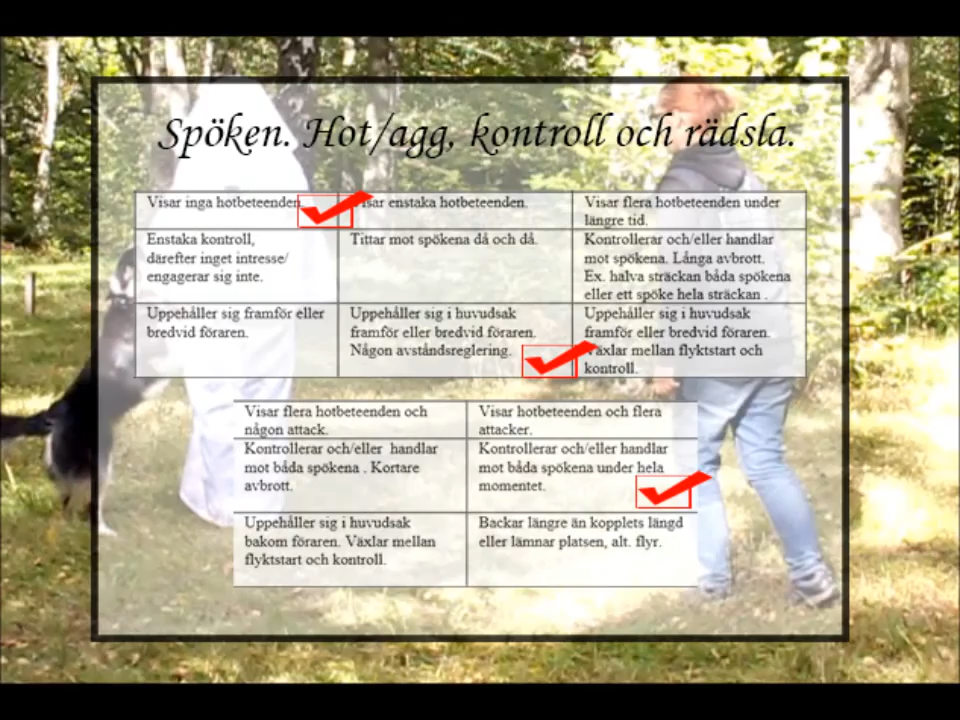 Spöken. Hot/agg, kontroll och rädsla.
Visar inga hotbeteenden.
Visar enstaka hotbeteenden.
Visar flera hotbeteenden under
längre tid.
Enstaka kontroll,
därefter inget intresse/
engagerar sig inte.
Tittar mot spökena då och då.
Kontrollerar och/eller handlar
mot spökena. Långa avbrott.
Ex. halva sträckan båda spökena
eller ett spöke hela sträckan .
Uppehåller sig framför eller
bredvid föraren.
Uppehåller sig i huvudsak
framför eller bredvid föraren.
Någon avståndsreglering.
Uppehåller sig i huvudsak
framför eller bredvid föraren.
Växlar mellan flyktstart och
kontroll.
Visar flera hotbeteenden och
någon attack.
Visar hotbeteenden och flera
attacker.
Kontrollerar och/eller handlar
mot båda spökena . Kortare
avbrott.
Kontrollerar och/eller handlar
mot båda spökena under hela
momentet.
Uppehåller sig i huvudsak
bakom föraren. Växlar mellan
flyktstart och kontroll.
Backar längre än kopplets längd
eller lämnar platsen, alt. flyr.